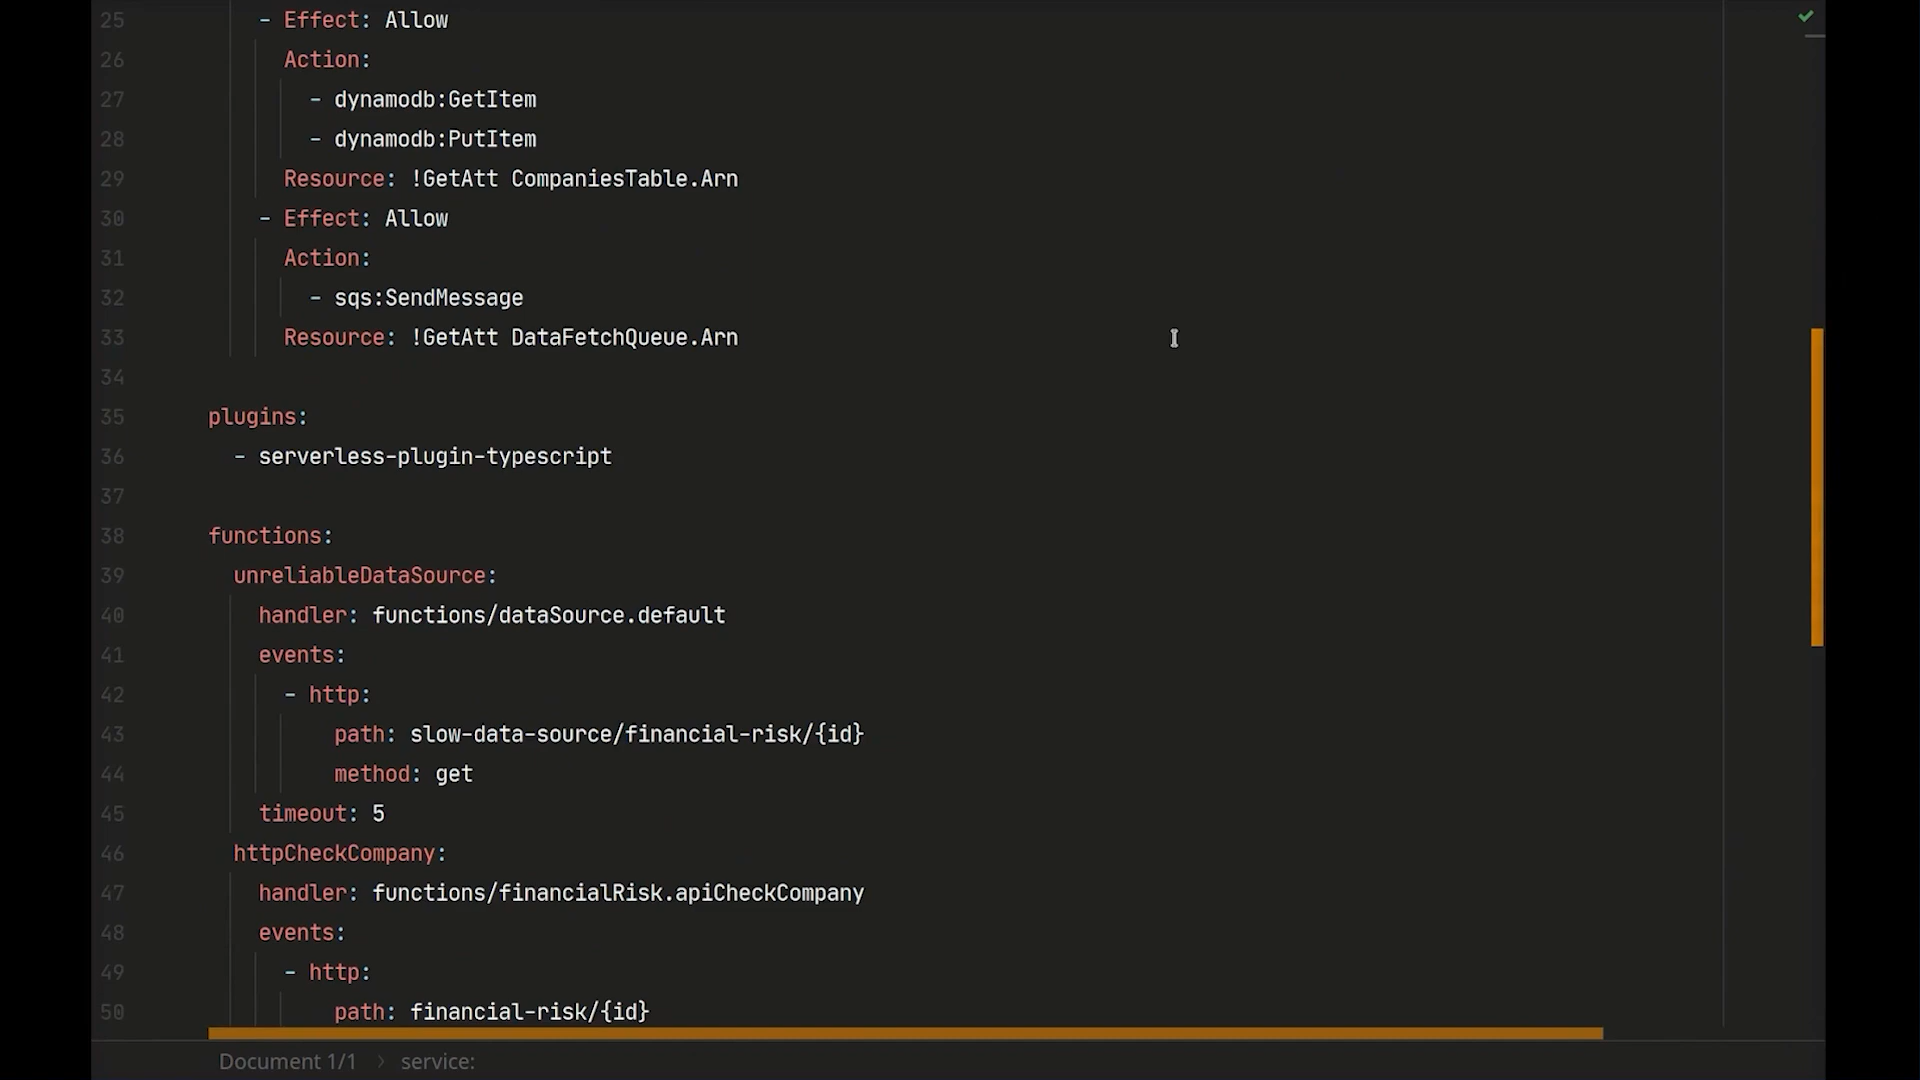 25 - Effect: Allow
26 Action:
27 - dynamodb:GetItem
28 - dynamodb:PutItem
29 Resource: !GetAtt CompaniesTable.Arn
30 - Effect: Allow
31 Action:
32 - sqs:SendMessage
33 Resource: !GetAtt DataFetchQueue.Arn
34
35 plugins:
36 - serverless-plugin-typescript
37
38 functions:
39 unreliableDataSource:
40 handler: functions/dataSource.default
41 events:
42 - http:
43 path: slow-data-source/financial-risk/{id}
44 method: get
45 timeout: 5
46 httpCheckCompany:
47 handler: functions/financialRisk.apiCheckCompany
48 events:
49 - http:
50 path: financial-risk/{id}
Document 1/1 › service: